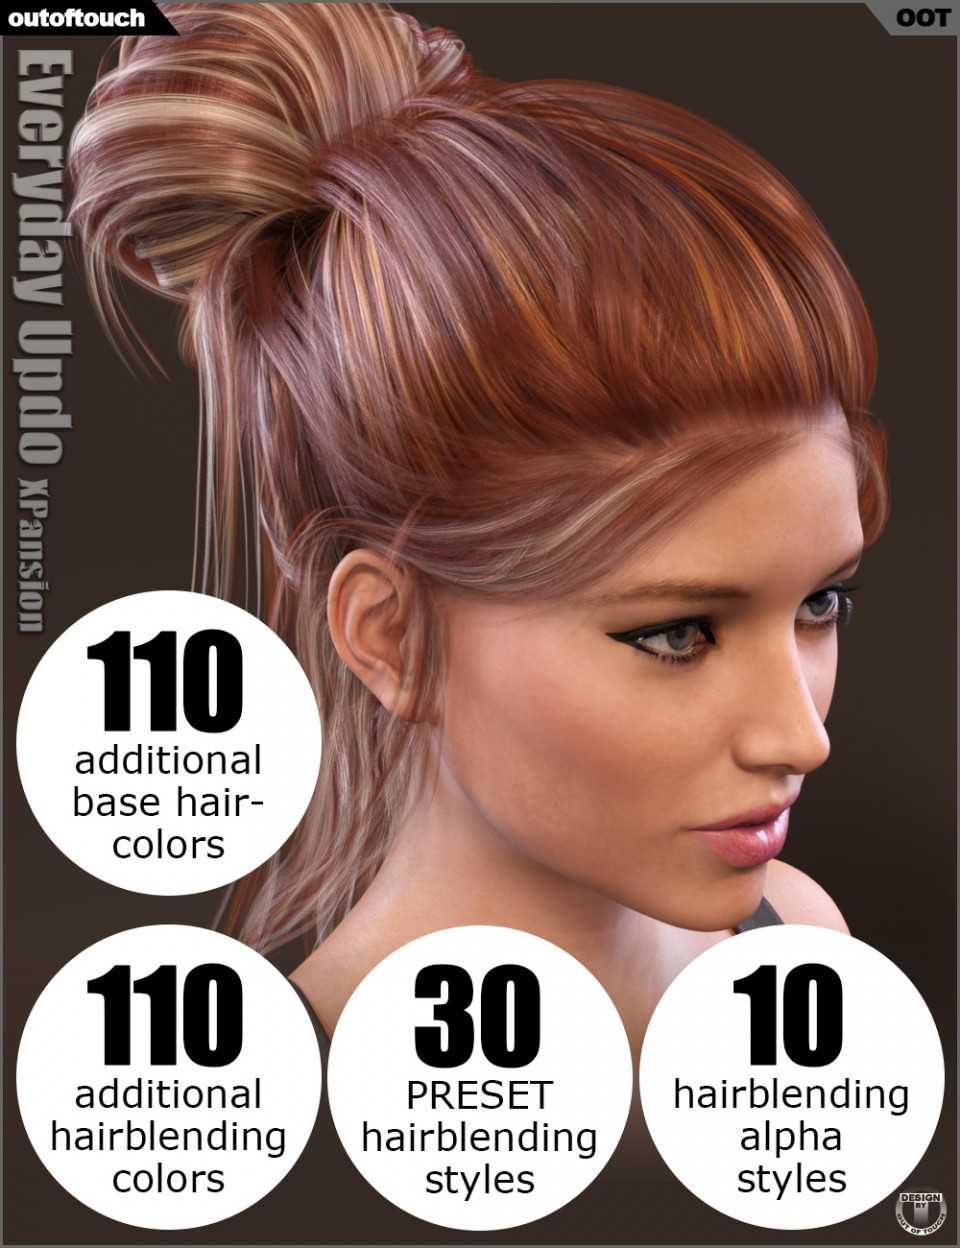 outoftouch
OOT
Everyday Updo XPansion
110
additional
base hair-
colors
110
additional
hairblending
colors
30
PRESET
hairblending
styles
10
hairblending
alpha
styles
DESIGN
BY
OUT OF TOUCH